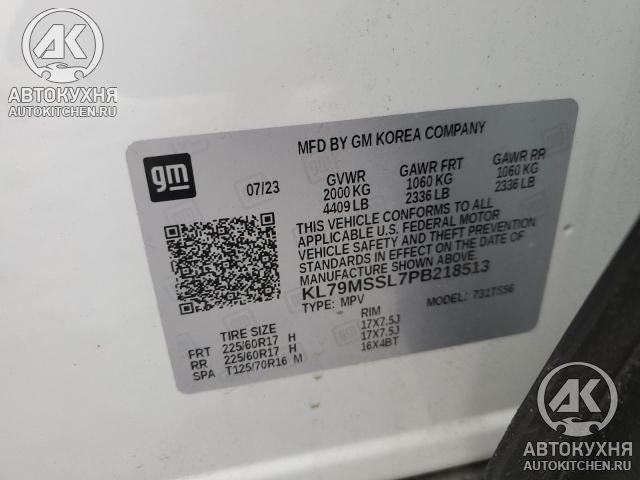 АК
АВТОКУХНЯ
AUTOKITCHEN.RU
MFD BY GM KOREA COMPANY
gm
07/23
GVWR
2000 KG
4409 LB
GAWR FRT
1060 KG
2336 LB
GAWR RR
1060 KG
2336 LB
THIS VEHICLE CONFORMS TO ALL
APPLICABLE U.S. FEDERAL MOTOR
VEHICLE SAFETY AND THEFT PREVENTION
STANDARDS IN EFFECT ON THE DATE OF
MANUFACTURE SHOWN ABOVE.
KL79MSSL7PB218513
TYPE: MPV MODEL: 731TS56
TIRE SIZE RIM
FRT 225/60R17 H 17X7.5J
RR 225/60R17 H 17X7.5J
SPA T125/70R16 M 16X4BT
АК
АВТОКУХНЯ
AUTOKITCHEN.RU